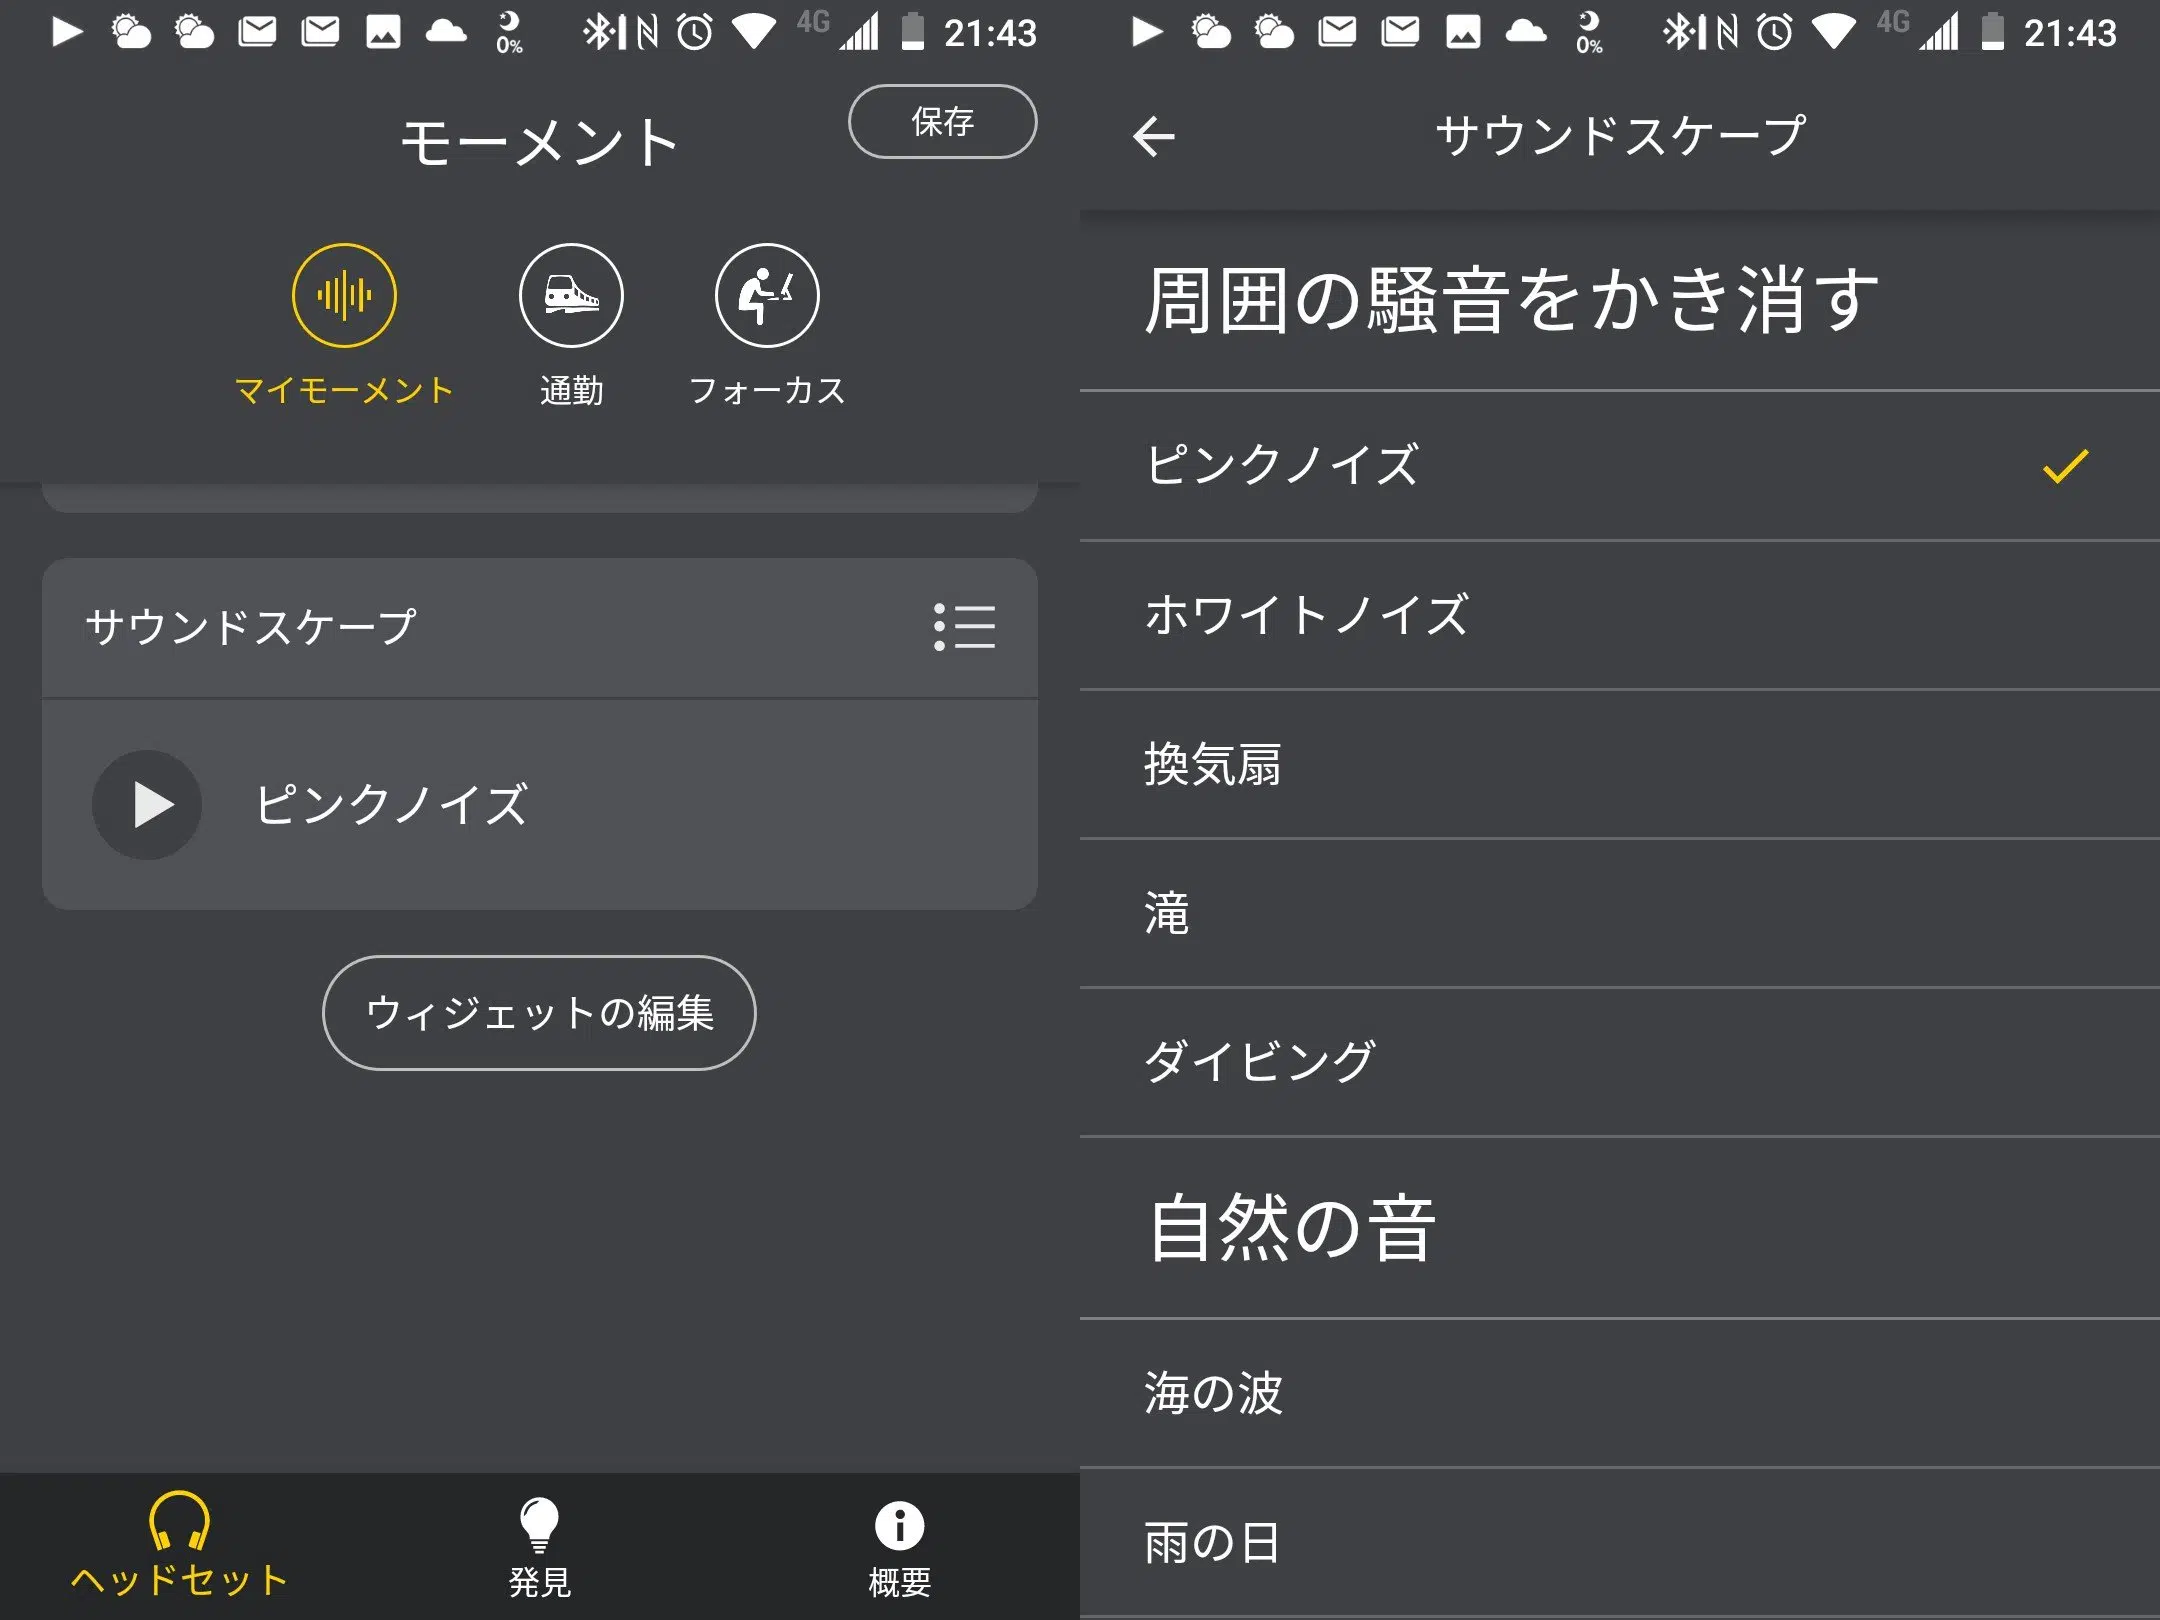 0%
4G
21:43
モーメント
保存
マイモーメント
通勤
フォーカス
サウンドスケープ
ピンクノイズ
ウィジェットの編集
ヘッドセット
発見
概要
0%
4G
21:43
サウンドスケープ
周囲の騒音をかき消す
ピンクノイズ
ホワイトノイズ
換気扇
滝
ダイビング
自然の音
海の波
雨の日